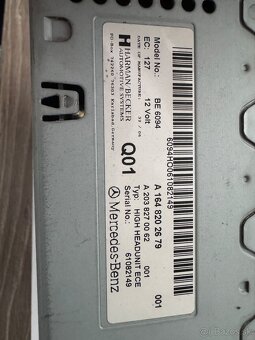 Model No.: BE 6094
EC: 127 12 Volt
HARMAN/BECKER
AUTOMOTIVE SYSTEMS
Q01
6094H0061082149
A 164 820 26 79 001
A 203 827 00 62 001
Typ: HIGH HEADUNIT ECE
Serial No.: 61082149
Mercedes-Benz